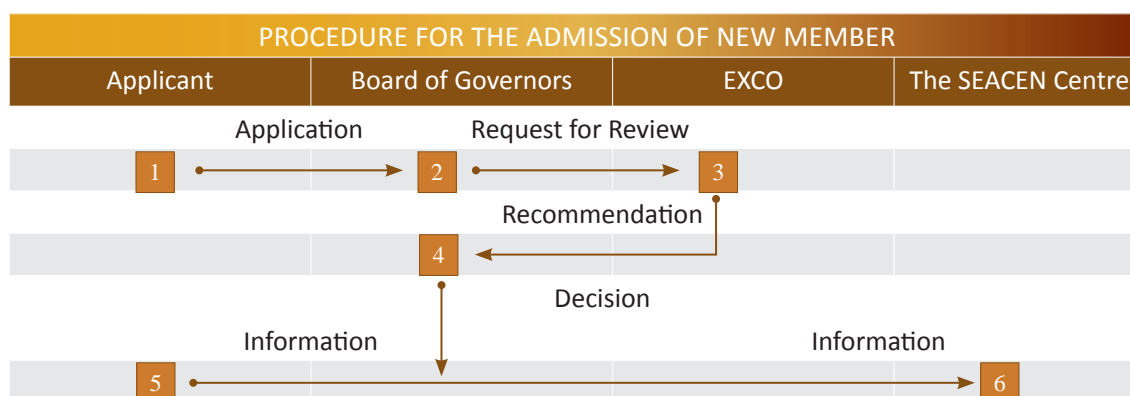 PROCEDURE FOR THE ADMISSION OF NEW MEMBER
Applicant Board of Governors EXCO The SEACEN Centre
Application Request for Review
1 2 3
Recommendation
4
Decision
Information Information
5 6